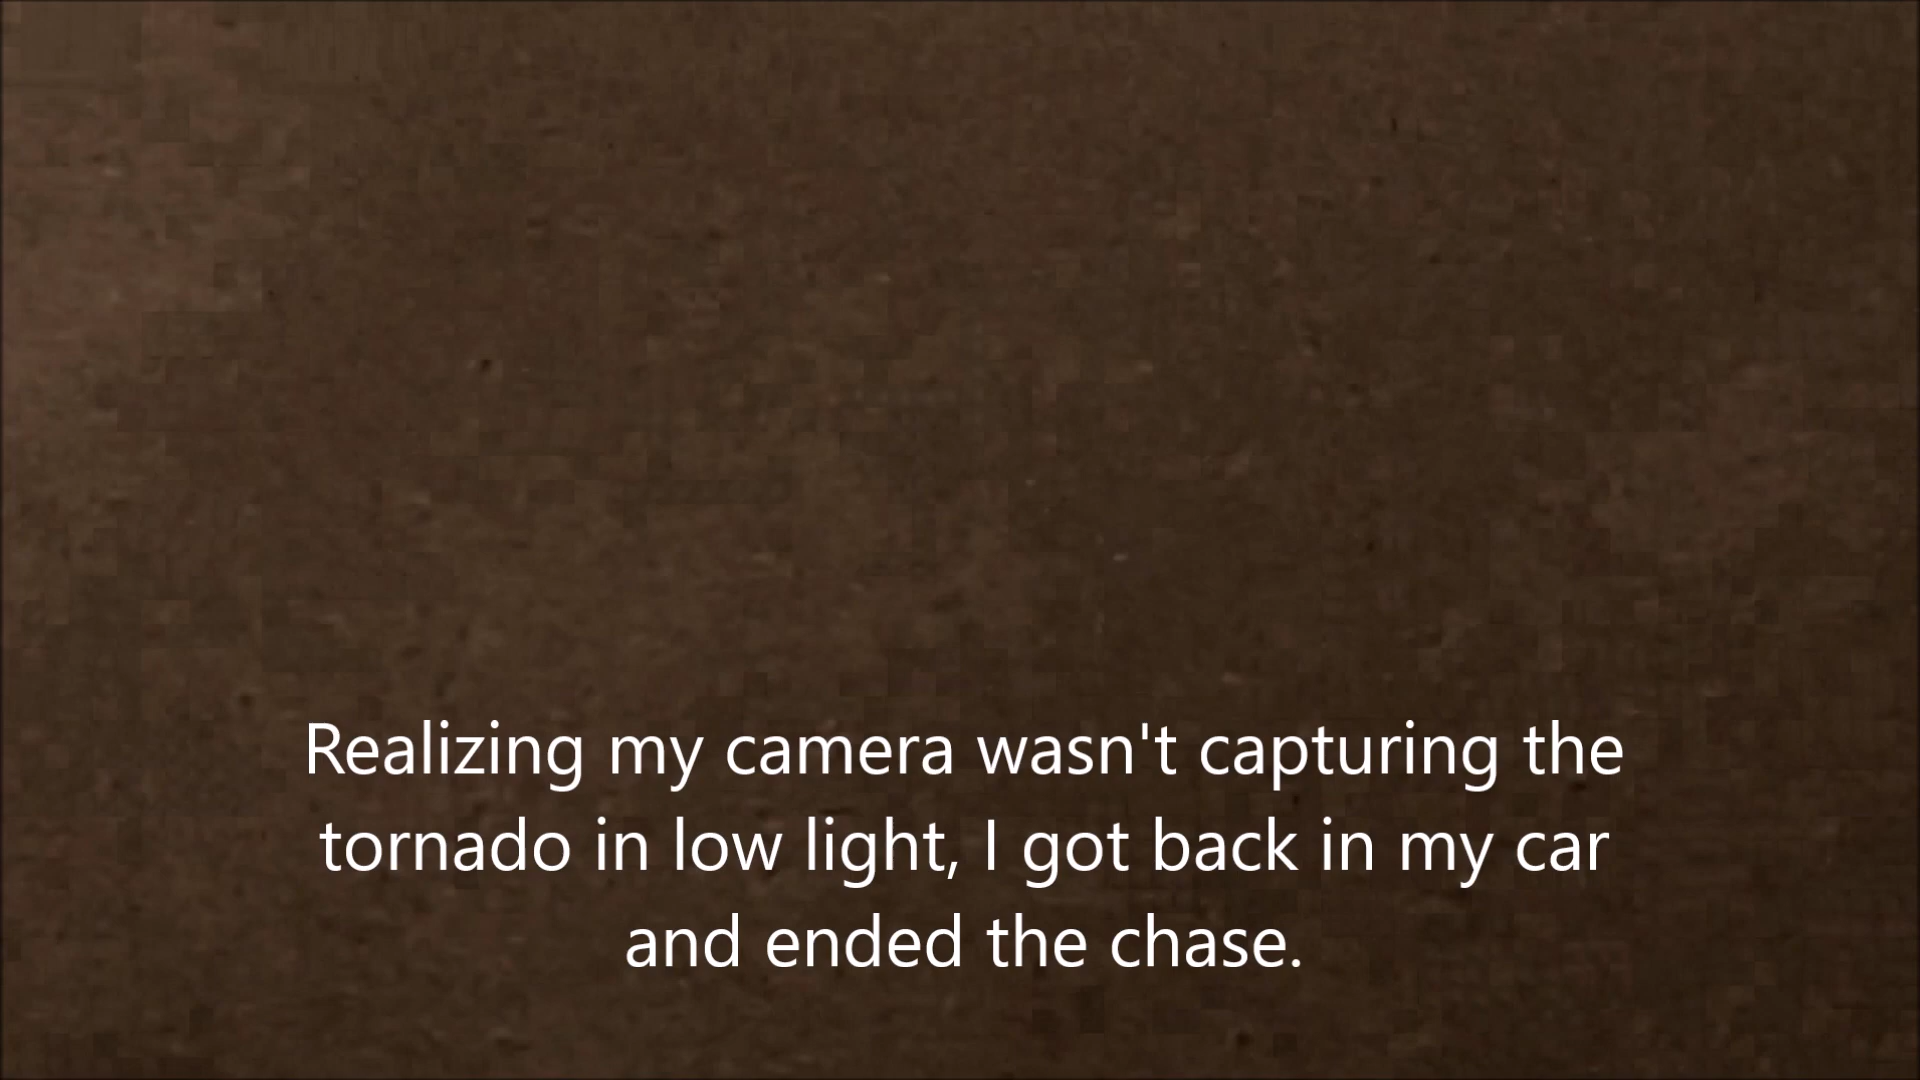 Realizing my camera wasn't capturing the
tornado in low light, I got back in my car
and ended the chase.